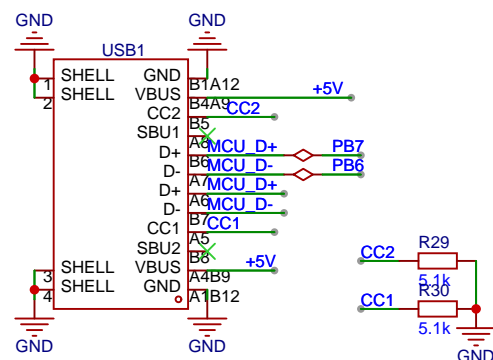 GND GND
USB1
SHELL GND
1 B1A12
SHELL VBUS +5V
2 B4A9
CC2 CC2
B5
SBU1
A8
D+ MCU_D+ PB7
B6
D- MCU_D- PB6
A7
D+ MCU_D+
A6
D- MCU_D-
B7
CC1 CC1
A5
SBU2
B8
SHELL VBUS +5V
3 A4B9
SHELL GND
4 A1B12
GND GND
R29
CC2
5.1k
R30
CC1
5.1k
GND